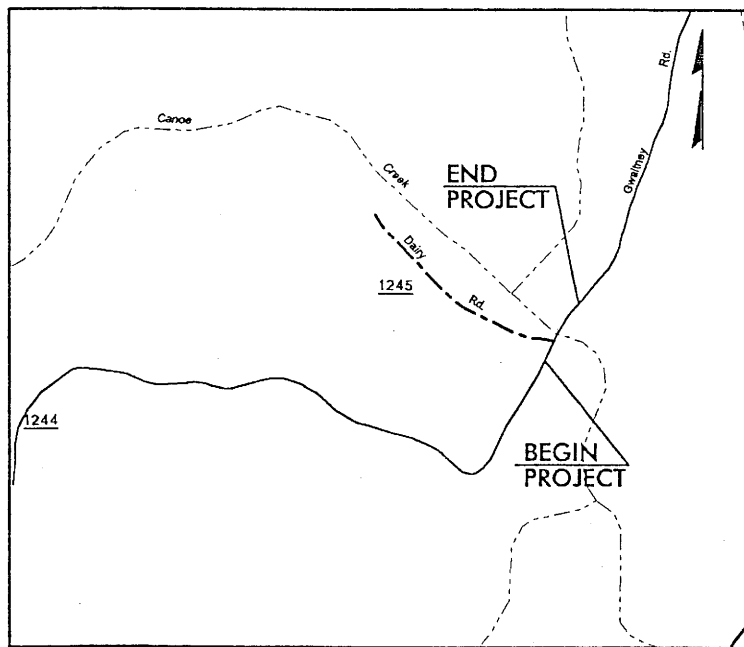 Rd.
Canoe
Gwaltney
Creek
END
PROJECT
Dairy
1245
Rd.
1244
BEGIN
PROJECT